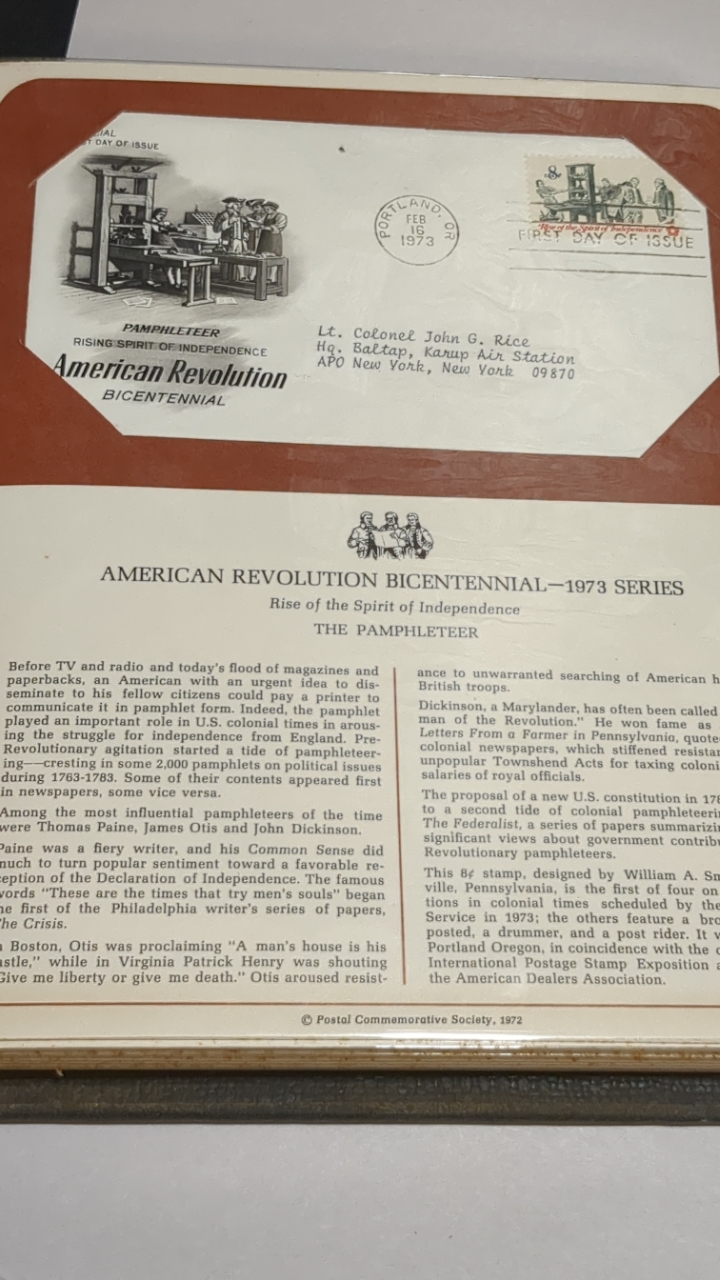 DAY OF ISSUE
PAMPHLETEER
RISING SPIRIT OF INDEPENDENCE
American Revolution
BICENTENNIAL
PORTLAND, OR
FEB
16
1973
8¢
Rise of the Spirit of Independence
FIRST DAY OF ISSUE
Lt. Colonel John G. Rice
Hq. Baltap, Karup Air Station
APO New York, New York 09870
AMERICAN REVOLUTION BICENTENNIAL—1973 SERIES
Rise of the Spirit of Independence
THE PAMPHLETEER
Before TV and radio and today's flood of magazines and
paperbacks, an American with an urgent idea to dis-
seminate to his fellow citizens could pay a printer to
communicate it in pamphlet form. Indeed, the pamphlet
played an important role in U.S. colonial times in arous-
ing the struggle for independence from England. Pre-
Revolutionary agitation started a tide of pamphleteer-
ing—cresting in some 2,000 pamphlets on political issues
during 1763-1783. Some of their contents appeared first
in newspapers, some vice versa.
Among the most influential pamphleteers of the time
were Thomas Paine, James Otis and John Dickinson.
Paine was a fiery writer, and his Common Sense did
much to turn popular sentiment toward a favorable re-
ception of the Declaration of Independence. The famous
words "These are the times that try men's souls" began
the first of the Philadelphia writer's series of papers,
The Crisis.
Boston, Otis was proclaiming "A man's house is his
castle," while in Virginia Patrick Henry was shouting
"Give me liberty or give me death." Otis aroused resist-
ance to unwarranted searching of American h
British troops.
Dickinson, a Marylander, has often been called
man of the Revolution." He won fame as
Letters From a Farmer in Pennsylvania, quote
colonial newspapers, which stiffened resistan
unpopular Townshend Acts for taxing coloni
salaries of royal officials.
The proposal of a new U.S. constitution in 178
to a second tide of colonial pamphleteerin
The Federalist, a series of papers summarizin
significant views about government contribu
Revolutionary pamphleteers.
This 8¢ stamp, designed by William A. Sm
ville, Pennsylvania, is the first of four on
tions in colonial times scheduled by the
Service in 1973; the others feature a bro
posted, a drummer, and a post rider. It w
Portland Oregon, in coincidence with the o
International Postage Stamp Exposition a
the American Dealers Association.
© Postal Commemorative Society, 1972